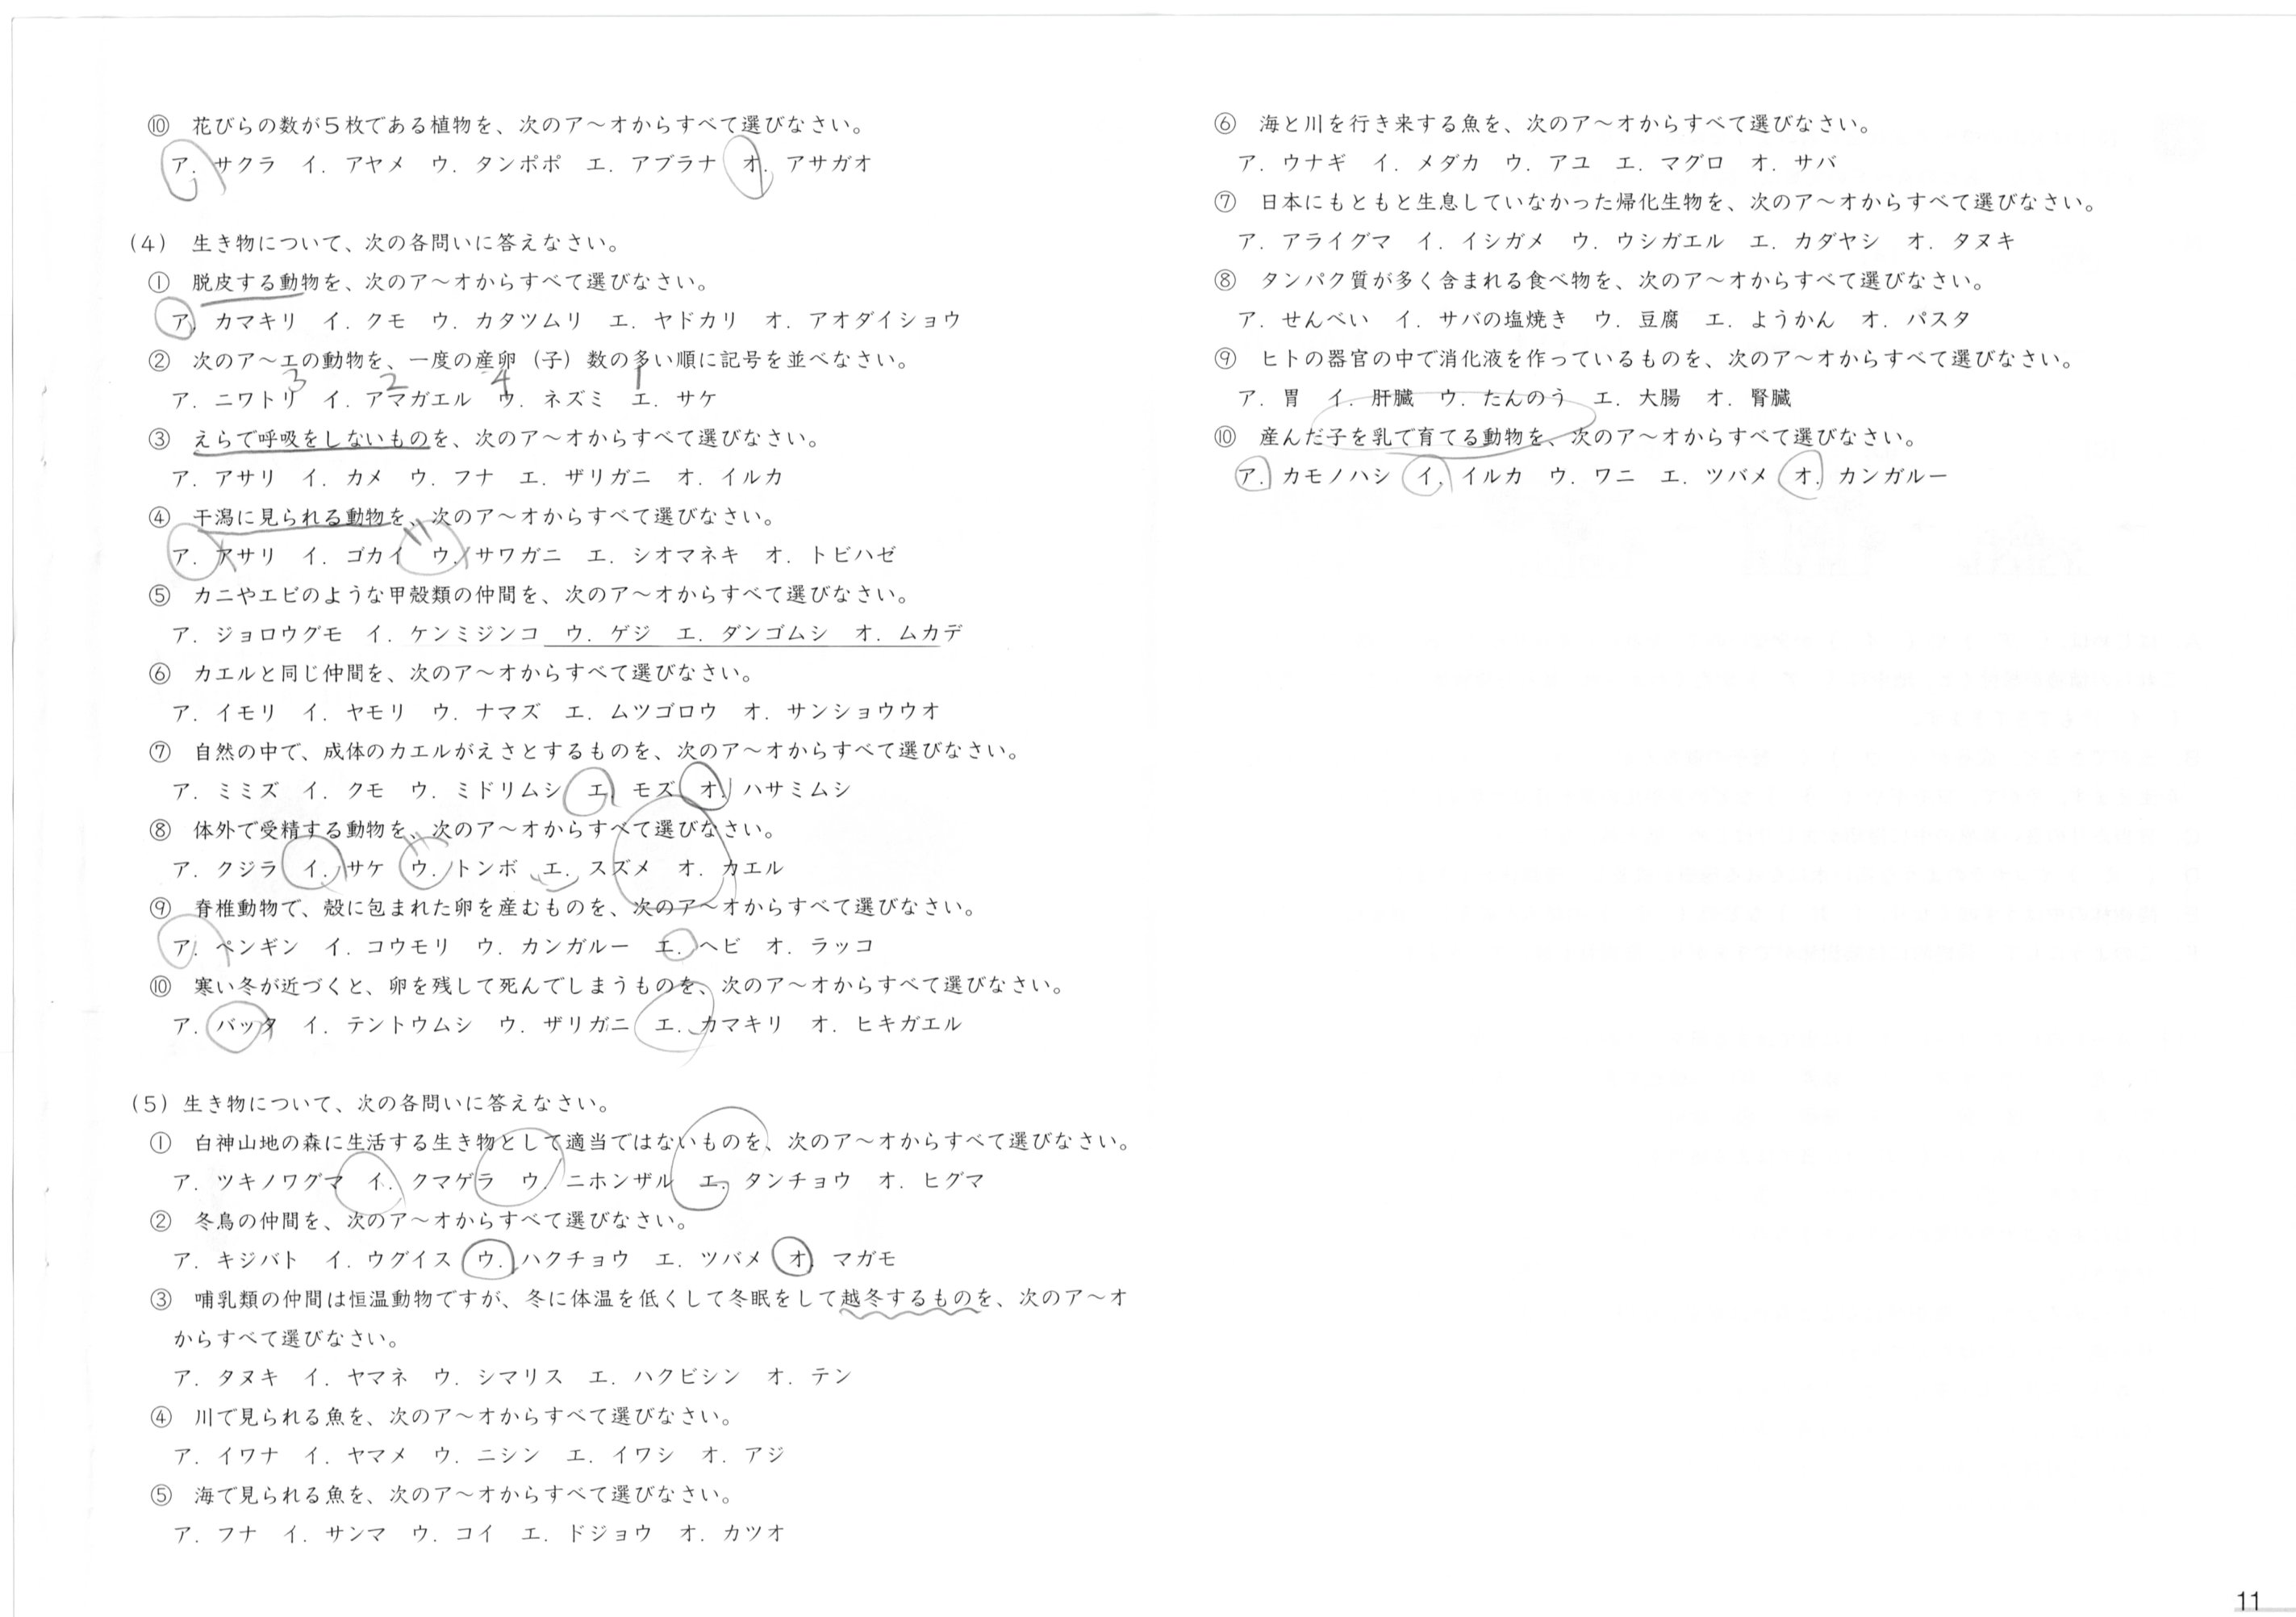 ⑩ 花びらの数が5枚である植物を、次のア〜オからすべて選びなさい。
ア．サクラ イ．アヤメ ウ．タンポポ エ．アブラナ オ．アサガオ
（4） 生き物について、次の各問いに答えなさい。
① 脱皮する動物を、次のア〜オからすべて選びなさい。
ア．カマキリ イ．クモ ウ．カタツムリ エ．ヤドカリ オ．アオダイショウ
② 次のア〜エの動物を、一度の産卵（子）数の多い順に記号を並べなさい。
3 2 4 1
ア．ニワトリ イ．アマガエル ウ．ネズミ エ．サケ
③ えらで呼吸をしないものを、次のア〜オからすべて選びなさい。
ア．アサリ イ．カメ ウ．フナ エ．ザリガニ オ．イルカ
④ 干潟に見られる動物を、次のア〜オからすべて選びなさい。
ア．アサリ イ．ゴカイ ウ．サワガニ エ．シオマネキ オ．トビハゼ
⑤ カニやエビのような甲殻類の仲間を、次のア〜オからすべて選びなさい。
ア．ジョロウグモ イ．ケンミジンコ ウ．ゲジ エ．ダンゴムシ オ．ムカデ
⑥ カエルと同じ仲間を、次のア〜オからすべて選びなさい。
ア．イモリ イ．ヤモリ ウ．ナマズ エ．ムツゴロウ オ．サンショウウオ
⑦ 自然の中で、成体のカエルがえさとするものを、次のア〜オからすべて選びなさい。
ア．ミミズ イ．クモ ウ．ミドリムシ エ．モズ オ．ハサミムシ
⑧ 体外で受精する動物を、次のア〜オからすべて選びなさい。
ア．クジラ イ．サケ ウ．トンボ エ．スズメ オ．カエル
⑨ 脊椎動物で、殻に包まれた卵を産むものを、次のア〜オからすべて選びなさい。
ア．ペンギン イ．コウモリ ウ．カンガルー エ．ヘビ オ．ラッコ
⑩ 寒い冬が近づくと、卵を残して死んでしまうものを、次のア〜オからすべて選びなさい。
ア．バッタ イ．テントウムシ ウ．ザリガニ エ．カマキリ オ．ヒキガエル
（5）生き物について、次の各問いに答えなさい。
① 白神山地の森に生活する生き物として適当ではないものを、次のア〜オからすべて選びなさい。
ア．ツキノワグマ イ．クマゲラ ウ．ニホンザル エ．タンチョウ オ．ヒグマ
② 冬鳥の仲間を、次のア〜オからすべて選びなさい。
ア．キジバト イ．ウグイス ウ．ハクチョウ エ．ツバメ オ．マガモ
③ 哺乳類の仲間は恒温動物ですが、冬に体温を低くして冬眠をして越冬するものを、次のア〜オ
からすべて選びなさい。
ア．タヌキ イ．ヤマネ ウ．シマリス エ．ハクビシン オ．テン
④ 川で見られる魚を、次のア〜オからすべて選びなさい。
ア．イワナ イ．ヤマメ ウ．ニシン エ．イワシ オ．アジ
⑤ 海で見られる魚を、次のア〜オからすべて選びなさい。
ア．フナ イ．サンマ ウ．コイ エ．ドジョウ オ．カツオ
⑥ 海と川を行き来する魚を、次のア〜オからすべて選びなさい。
ア．ウナギ イ．メダカ ウ．アユ エ．マグロ オ．サバ
⑦ 日本にもともと生息していなかった帰化生物を、次のア〜オからすべて選びなさい。
ア．アライグマ イ．イシガメ ウ．ウシガエル エ．カダヤシ オ．タヌキ
⑧ タンパク質が多く含まれる食べ物を、次のア〜オからすべて選びなさい。
ア．せんべい イ．サバの塩焼き ウ．豆腐 エ．ようかん オ．パスタ
⑨ ヒトの器官の中で消化液を作っているものを、次のア〜オからすべて選びなさい。
ア．胃 イ．肝臓 ウ．たんのう エ．大腸 オ．腎臓
⑩ 産んだ子を乳で育てる動物を、次のア〜オからすべて選びなさい。
ア．カモノハシ イ．イルカ ウ．ワニ エ．ツバメ オ．カンガルー
11